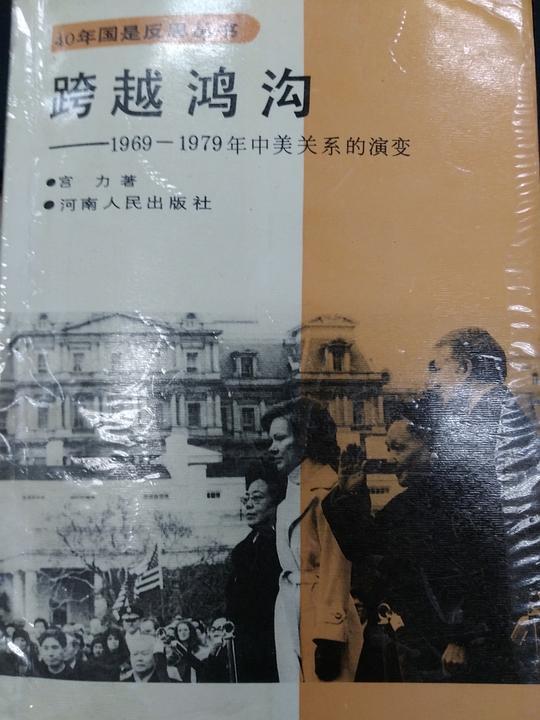 40年国是反思丛书
跨越鸿沟
——1969－1979年中美关系的演变
●宫 力著
●河南人民出版社